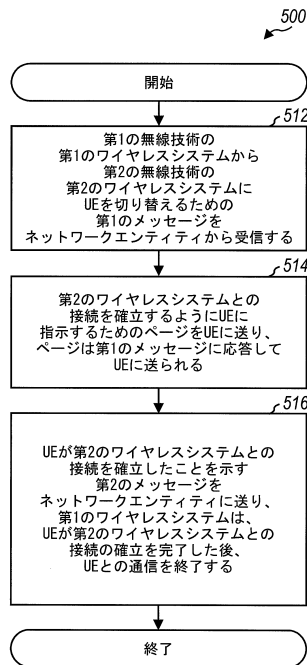 500
開始
512
第1の無線技術の
第1のワイヤレスシステムから
第2の無線技術の
第2のワイヤレスシステムに
UEを切り替えるための
第1のメッセージを
ネットワークエンティティから受信する
514
第2のワイヤレスシステムとの
接続を確立するようにUEに
指示するためのページをUEに送り、
ページは第1のメッセージに応答して
UEに送られる
516
UEが第2のワイヤレスシステムとの
接続を確立したことを示す
第2のメッセージを
ネットワークエンティティに送り、
第1のワイヤレスシステムは、
UEが第2のワイヤレスシステムとの
接続の確立を完了した後、
UEとの通信を終了する
終了